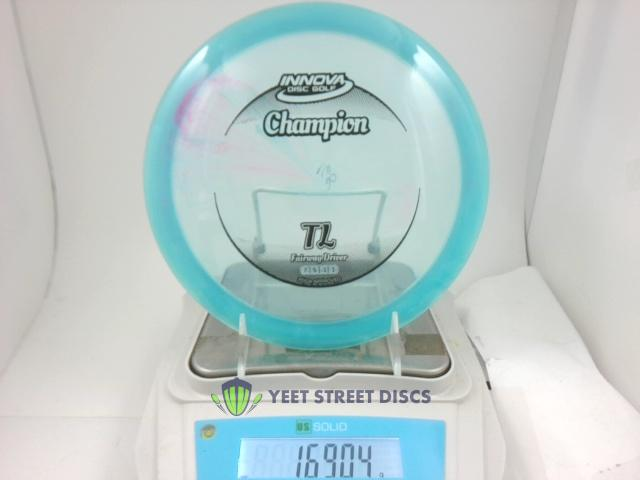 INNOVA
DISC GOLF
Champion
TL
Fairway Driver
YEET STREET DISCS
US SOLID
169.04 g